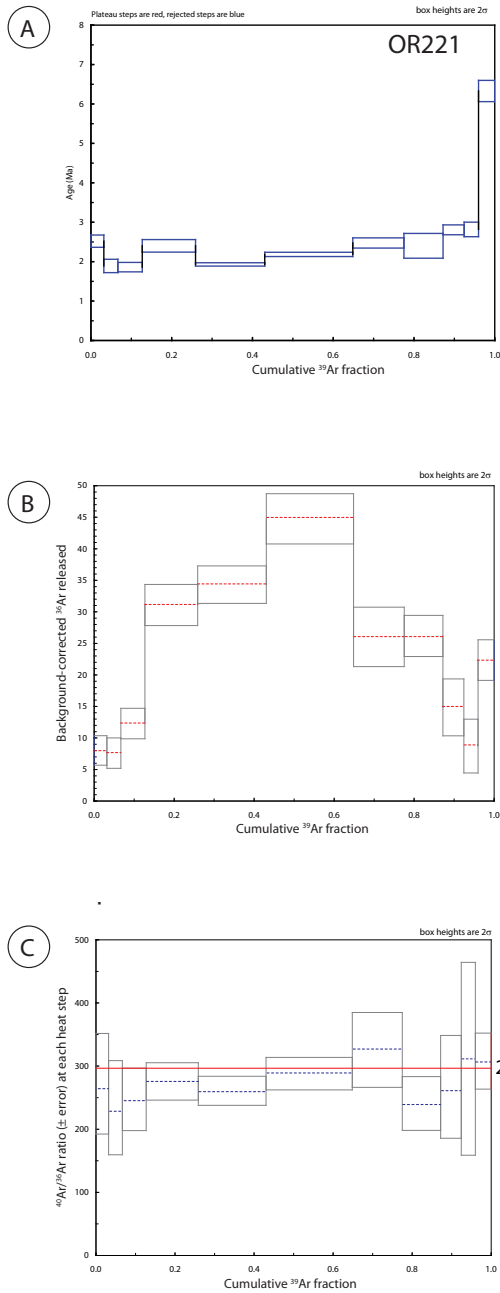 A
Plateau steps are red, rejected steps are blue
box heights are 2σ
OR221
8
7
6
5
4
3
2
1
0
Age (Ma)
0.0 0.2 0.4 0.6 0.8 1.0
Cumulative ³⁹Ar fraction
B
box heights are 2σ
50
45
40
35
30
25
20
15
10
5
0
Background-corrected ³⁶Ar released
0.0 0.2 0.4 0.6 0.8 1.0
Cumulative ³⁹Ar fraction
C
box heights are 2σ
500
400
300
200
100
0
⁴⁰Ar/³⁶Ar ratio (± error) at each heat step
2
0.0 0.2 0.4 0.6 0.8 1.0
Cumulative ³⁹Ar fraction